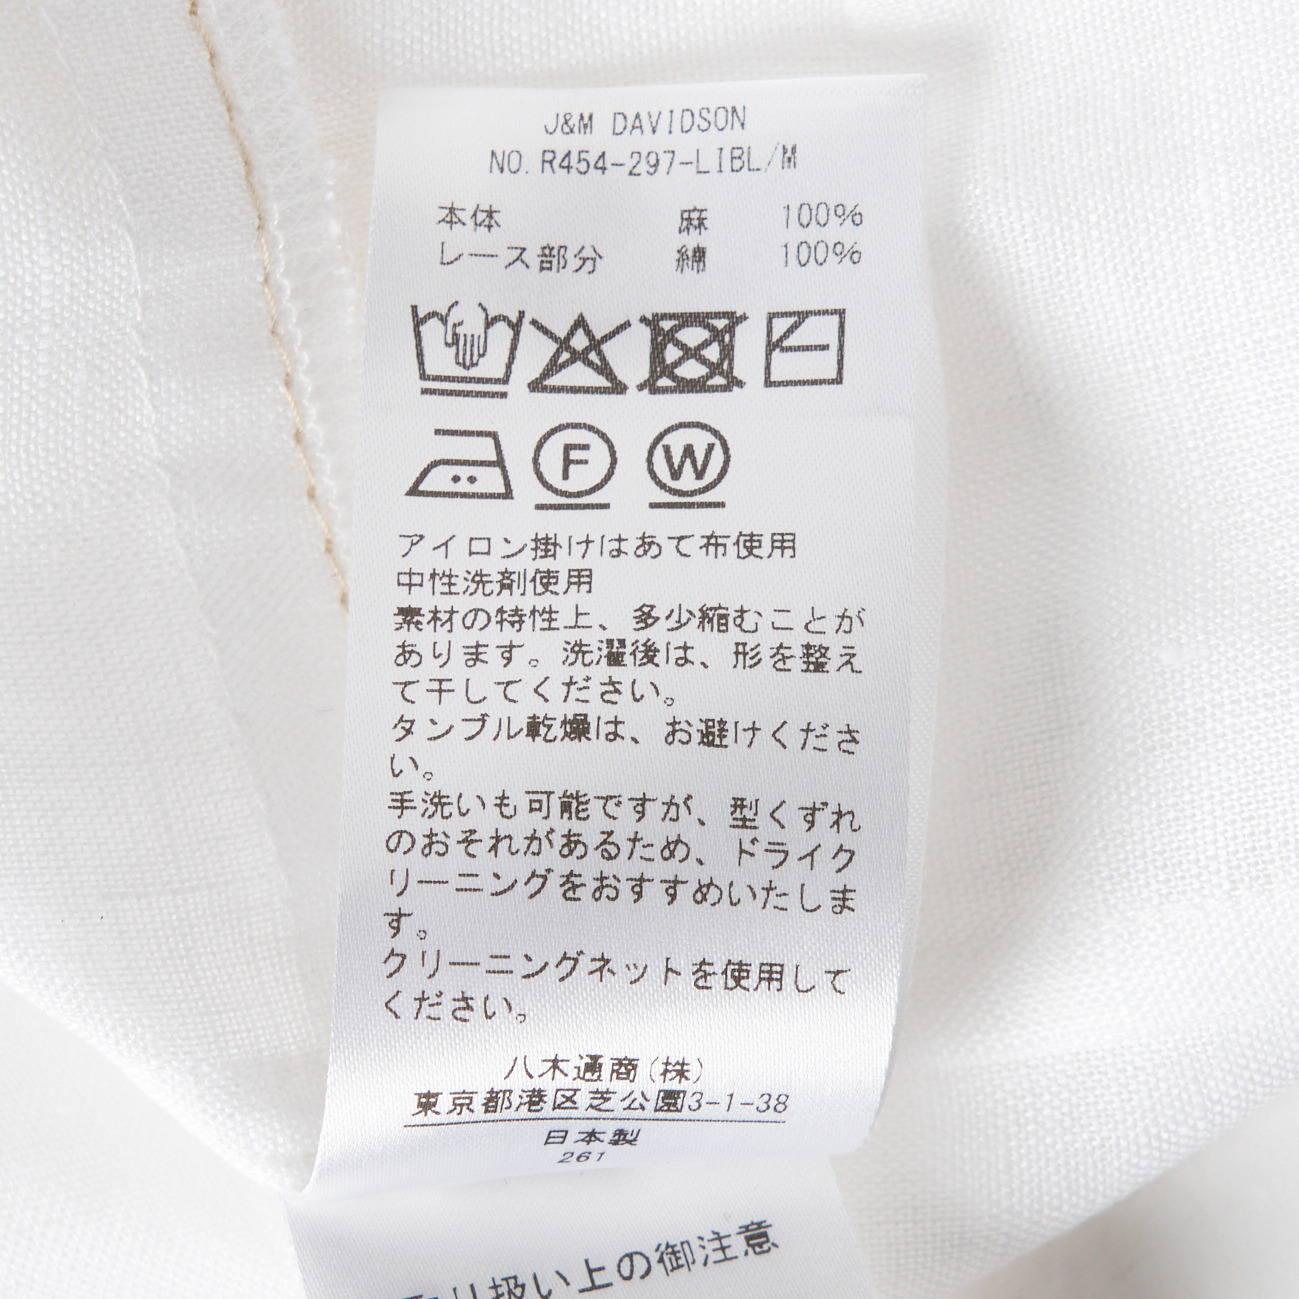 J&M DAVIDSON
NO. R454-297-LIBL/M
本体 麻 100%
レース部分 綿 100%
F W
アイロン掛けはあて布使用
中性洗剤使用
素材の特性上、多少縮むことが
あります。洗濯後は、形を整え
て干してください。
タンブル乾燥は、お避けくださ
い。
手洗いも可能ですが、型くずれ
のおそれがあるため、ドライク
リーニングをおすすめいたしま
す。
クリーニングネットを使用して
ください。
八木通商(株)
東京都港区芝公園3-1-38
日本製
261
り扱い上の御注意